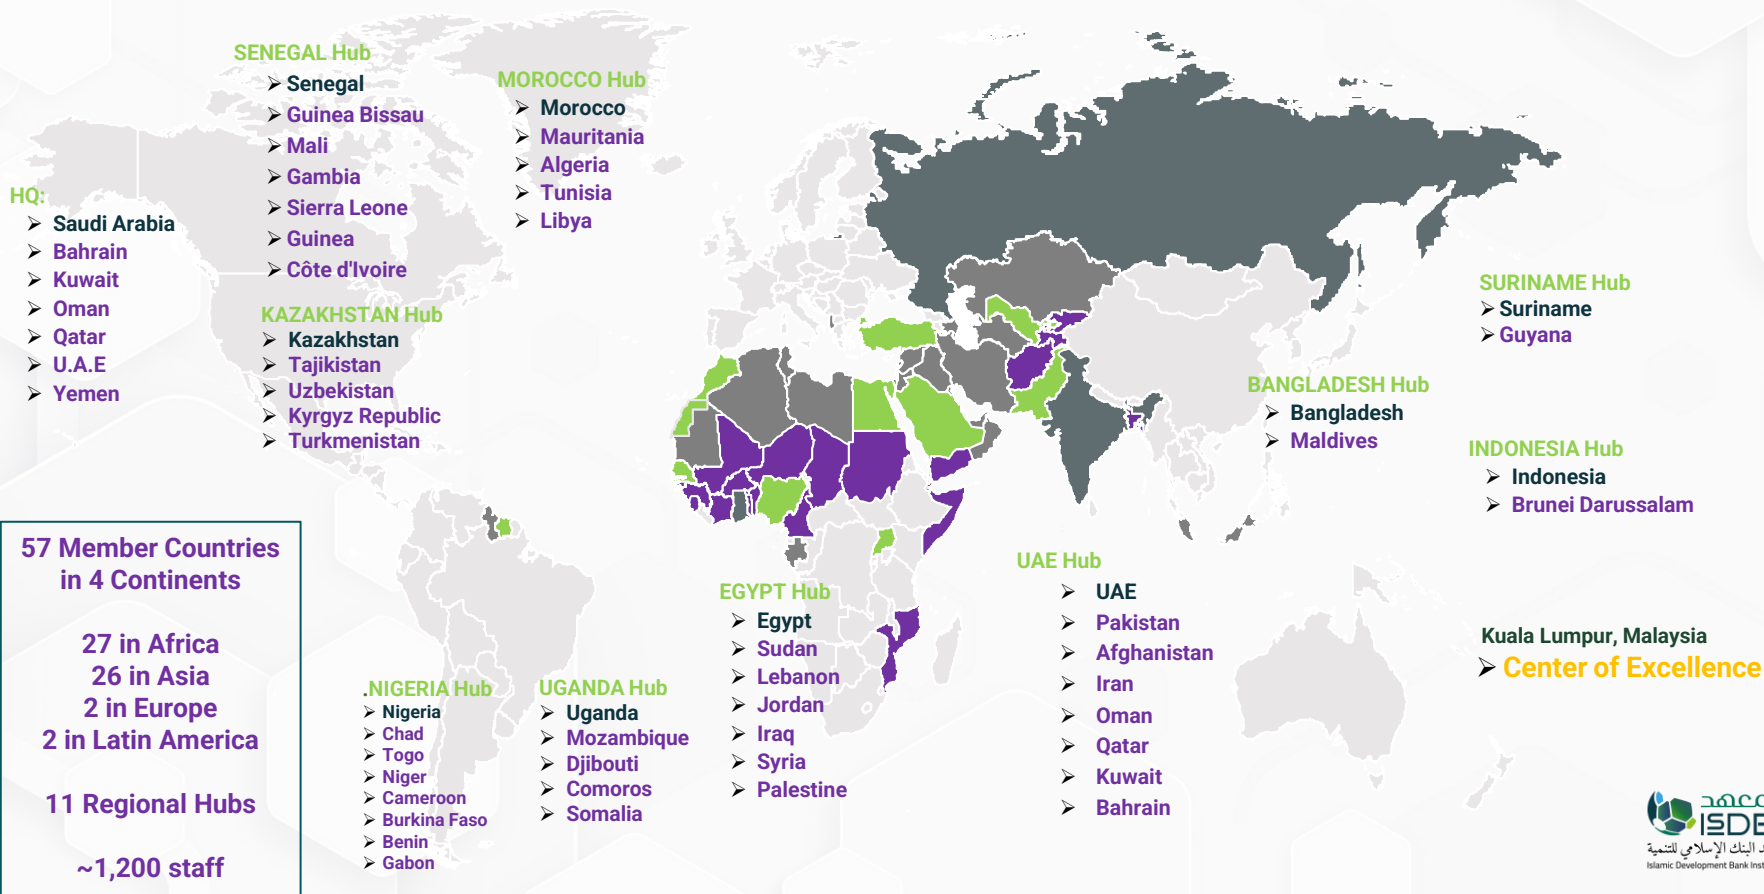 SENEGAL Hub
➢ Senegal
➢ Guinea Bissau
➢ Mali
➢ Gambia
➢ Sierra Leone
➢ Guinea
➢ Côte d'Ivoire
MOROCCO Hub
➢ Morocco
➢ Mauritania
➢ Algeria
➢ Tunisia
➢ Libya
HQ:
➢ Saudi Arabia
➢ Bahrain
➢ Kuwait
➢ Oman
➢ Qatar
➢ U.A.E
➢ Yemen
KAZAKHSTAN Hub
➢ Kazakhstan
➢ Tajikistan
➢ Uzbekistan
➢ Kyrgyz Republic
➢ Turkmenistan
SURINAME Hub
➢ Suriname
➢ Guyana
BANGLADESH Hub
➢ Bangladesh
➢ Maldives
INDONESIA Hub
➢ Indonesia
➢ Brunei Darussalam
57 Member Countries
in 4 Continents
27 in Africa
26 in Asia
2 in Europe
2 in Latin America
11 Regional Hubs
~1,200 staff
.NIGERIA Hub
➢ Nigeria
➢ Chad
➢ Togo
➢ Niger
➢ Cameroon
➢ Burkina Faso
➢ Benin
➢ Gabon
UGANDA Hub
➢ Uganda
➢ Mozambique
➢ Djibouti
➢ Comoros
➢ Somalia
EGYPT Hub
➢ Egypt
➢ Sudan
➢ Lebanon
➢ Jordan
➢ Iraq
➢ Syria
➢ Palestine
UAE Hub
➢ UAE
➢ Pakistan
➢ Afghanistan
➢ Iran
➢ Oman
➢ Qatar
➢ Kuwait
➢ Bahrain
Kuala Lumpur, Malaysia
➢ Center of Excellence
البنك الإسلامي للتنمية
Islamic Development Bank